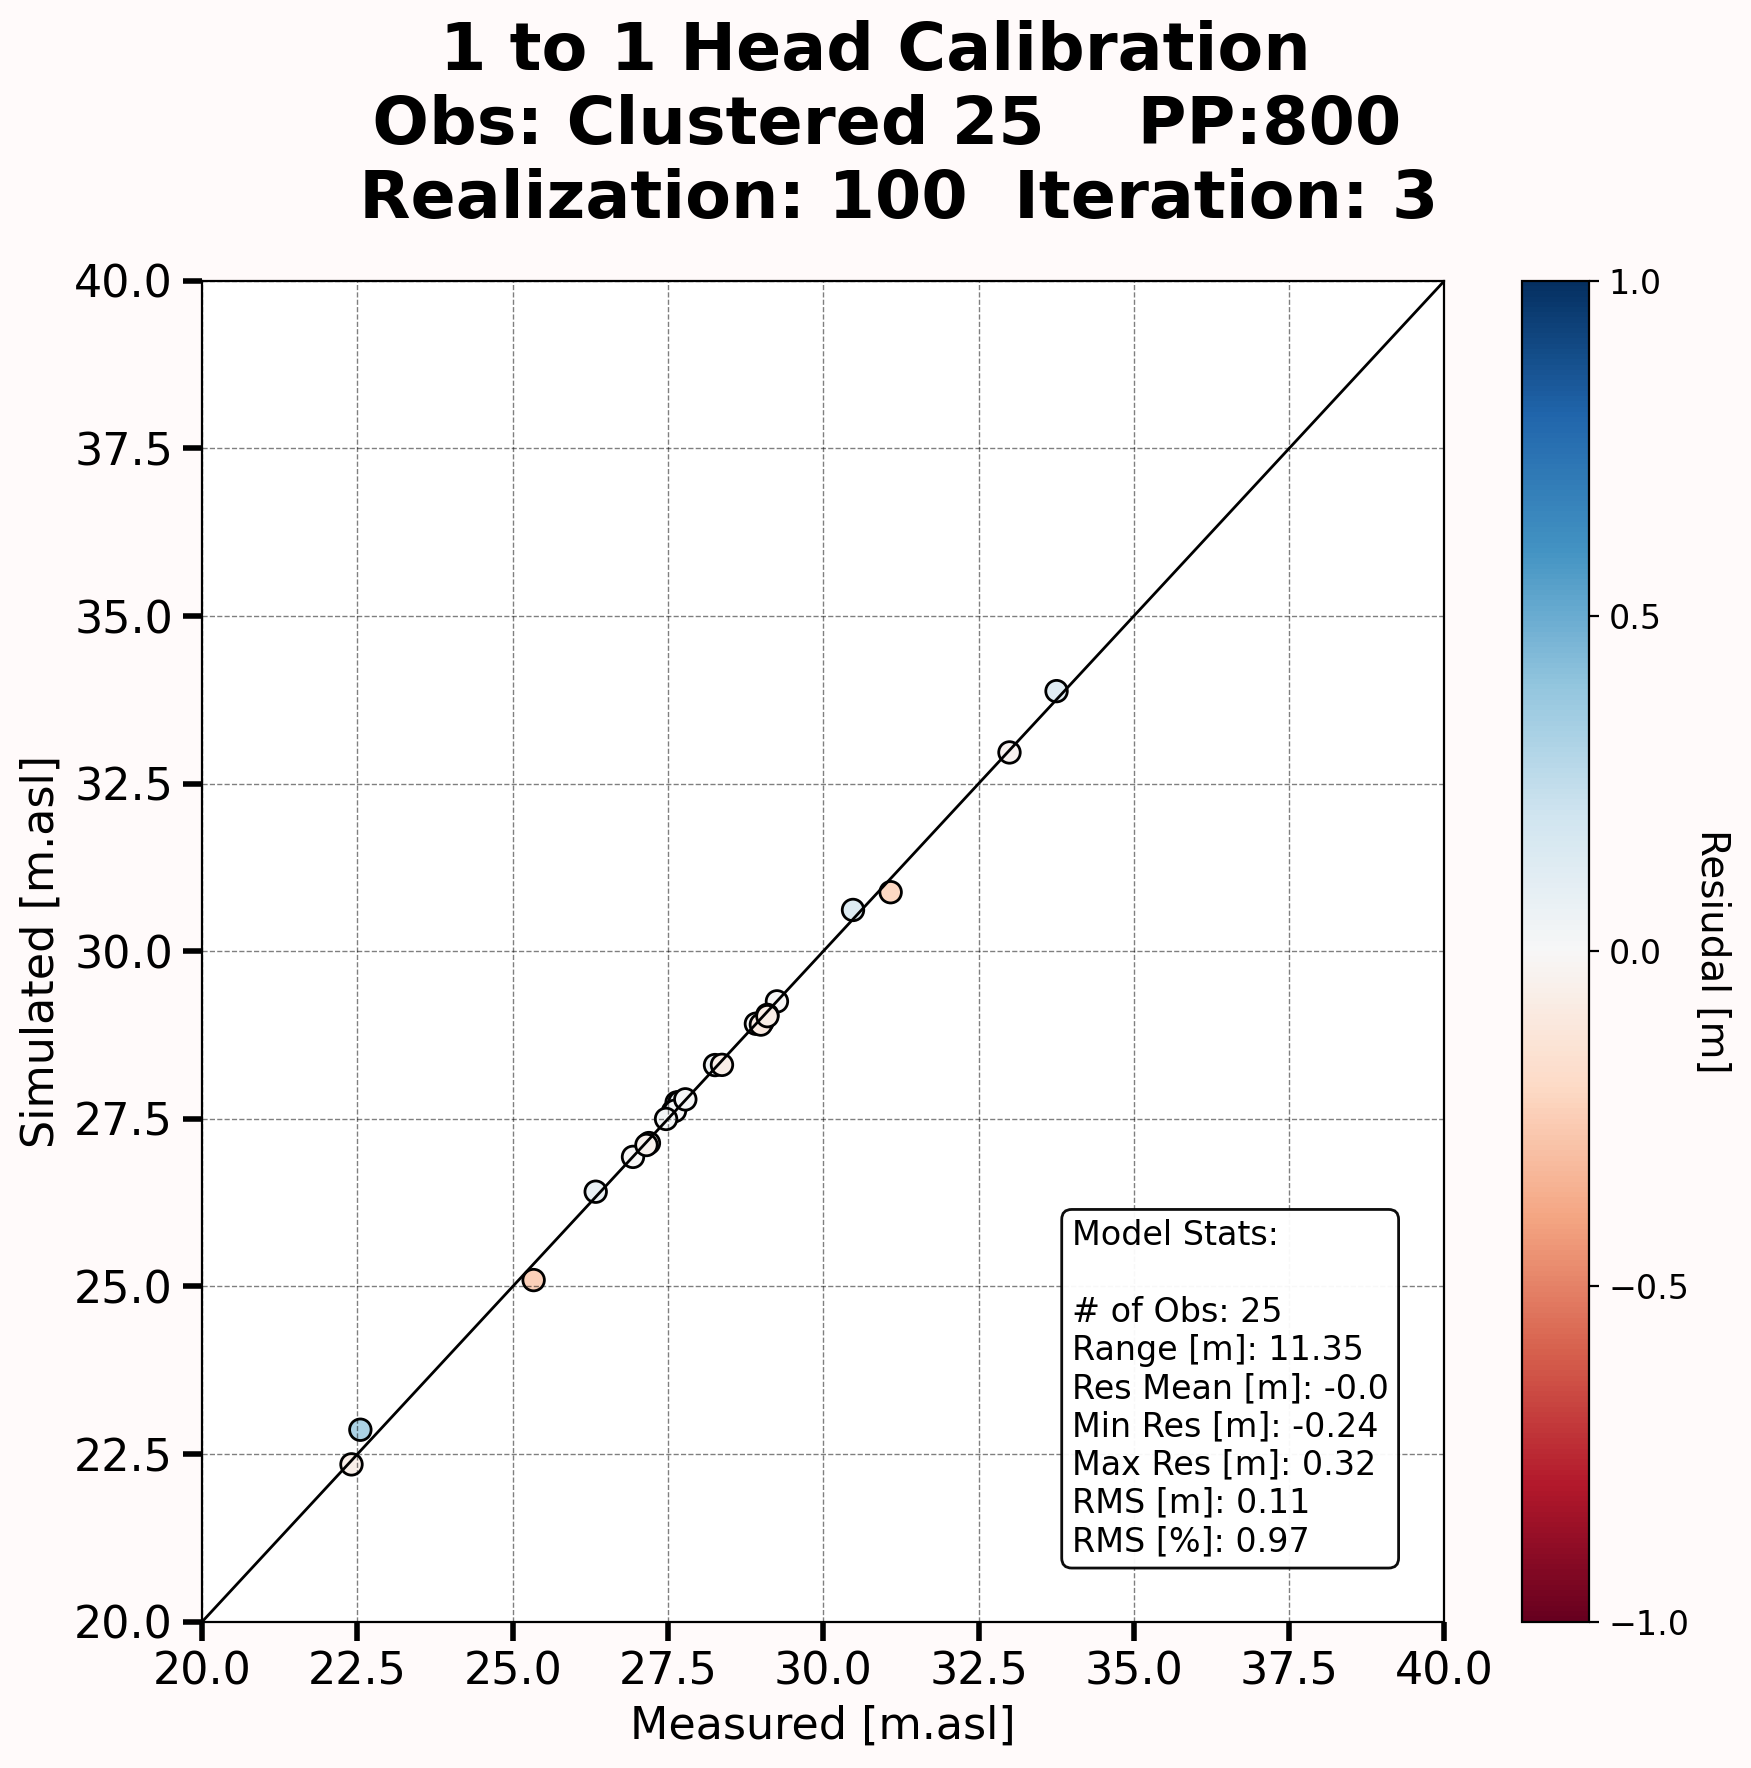 1 to 1 Head Calibration
Obs: Clustered 25    PP:800
Realization: 100  Iteration: 3
40.0
37.5
35.0
32.5
30.0
27.5
25.0
22.5
20.0
Simulated [m.asl]
20.0 22.5 25.0 27.5 30.0 32.5 35.0 37.5 40.0
Measured [m.asl]
Model Stats:
# of Obs: 25
Range [m]: 11.35
Res Mean [m]: -0.0
Min Res [m]: -0.24
Max Res [m]: 0.32
RMS [m]: 0.11
RMS [%]: 0.97
1.0
0.5
0.0
−0.5
−1.0
Resiudal [m]